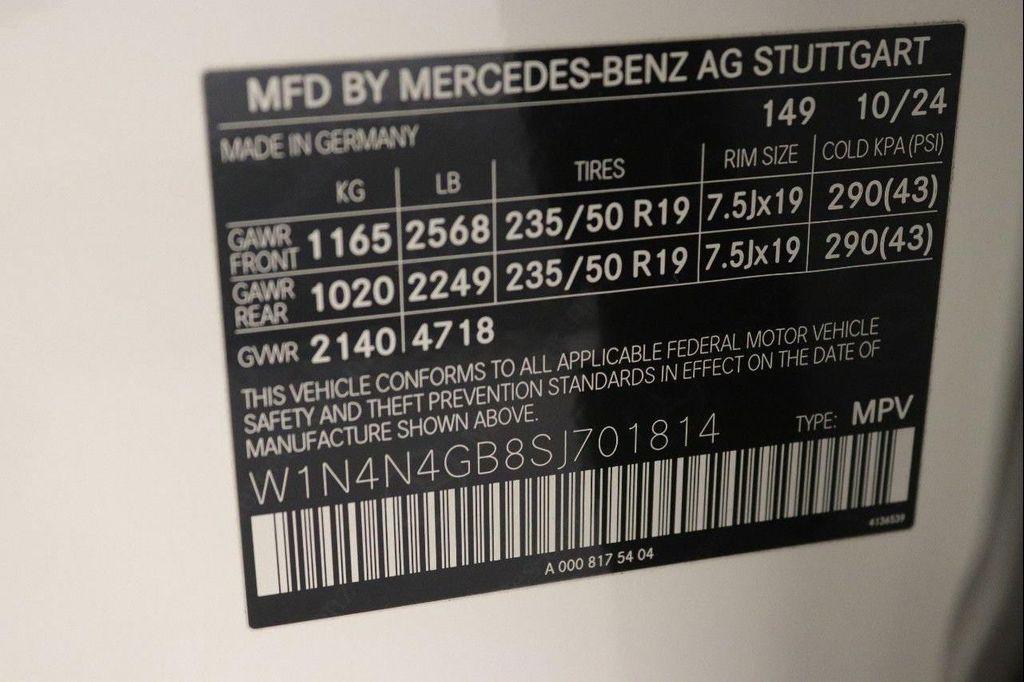 MFD BY MERCEDES-BENZ AG STUTTGART
149 10/24
MADE IN GERMANY
KG LB TIRES RIM SIZE COLD KPA (PSI)
GAWR FRONT 1165 2568 235/50 R19 7.5Jx19 290(43)
GAWR REAR 1020 2249 235/50 R19 7.5Jx19 290(43)
GVWR 2140 4718
THIS VEHICLE CONFORMS TO ALL APPLICABLE FEDERAL MOTOR VEHICLE
SAFETY AND THEFT PREVENTION STANDARDS IN EFFECT ON THE DATE OF
MANUFACTURE SHOWN ABOVE.
W1N4N4GB8SJ701814 TYPE: MPV
4136539
A 000 817 54 04